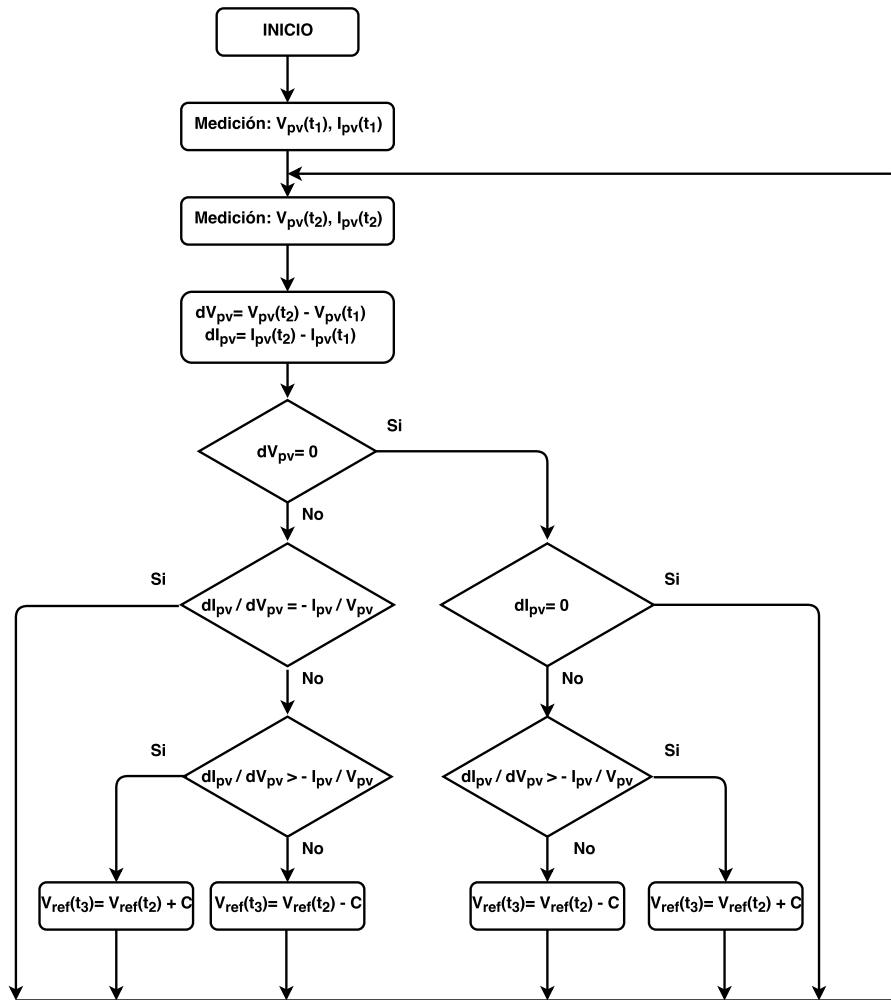 INICIO
Medición: Vpv(t1), Ipv(t1)
Medición: Vpv(t2), Ipv(t2)
dVpv= Vpv(t2) - Vpv(t1)
dIpv= Ipv(t2) - Ipv(t1)
Si
dVpv= 0
No
Si
Si
dIpv / dVpv = - Ipv / Vpv
dIpv= 0
No
No
Si
Si
dIpv / dVpv > - Ipv / Vpv
dIpv / dVpv > - Ipv / Vpv
No
No
Vref(t3)= Vref(t2) + C
Vref(t3)= Vref(t2) - C
Vref(t3)= Vref(t2) - C
Vref(t3)= Vref(t2) + C